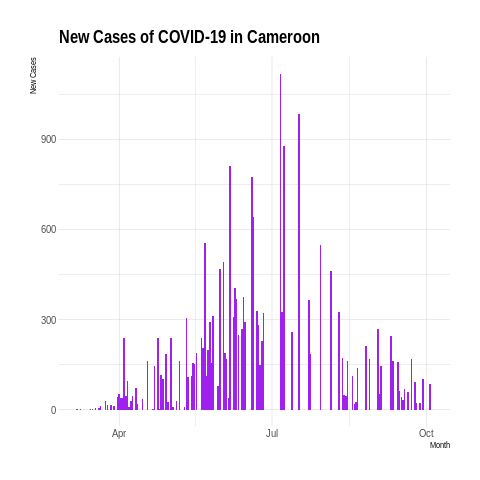 New Cases of COVID-19 in Cameroon
New Cases
900
600
300
0
Apr
Jul
Oct
Month